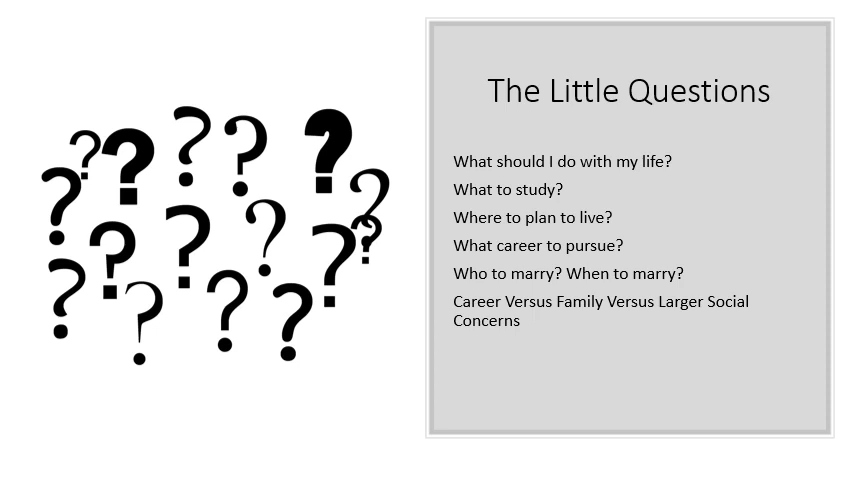 The Little Questions
What should I do with my life?
What to study?
Where to plan to live?
What career to pursue?
Who to marry? When to marry?
Career Versus Family Versus Larger Social
Concerns